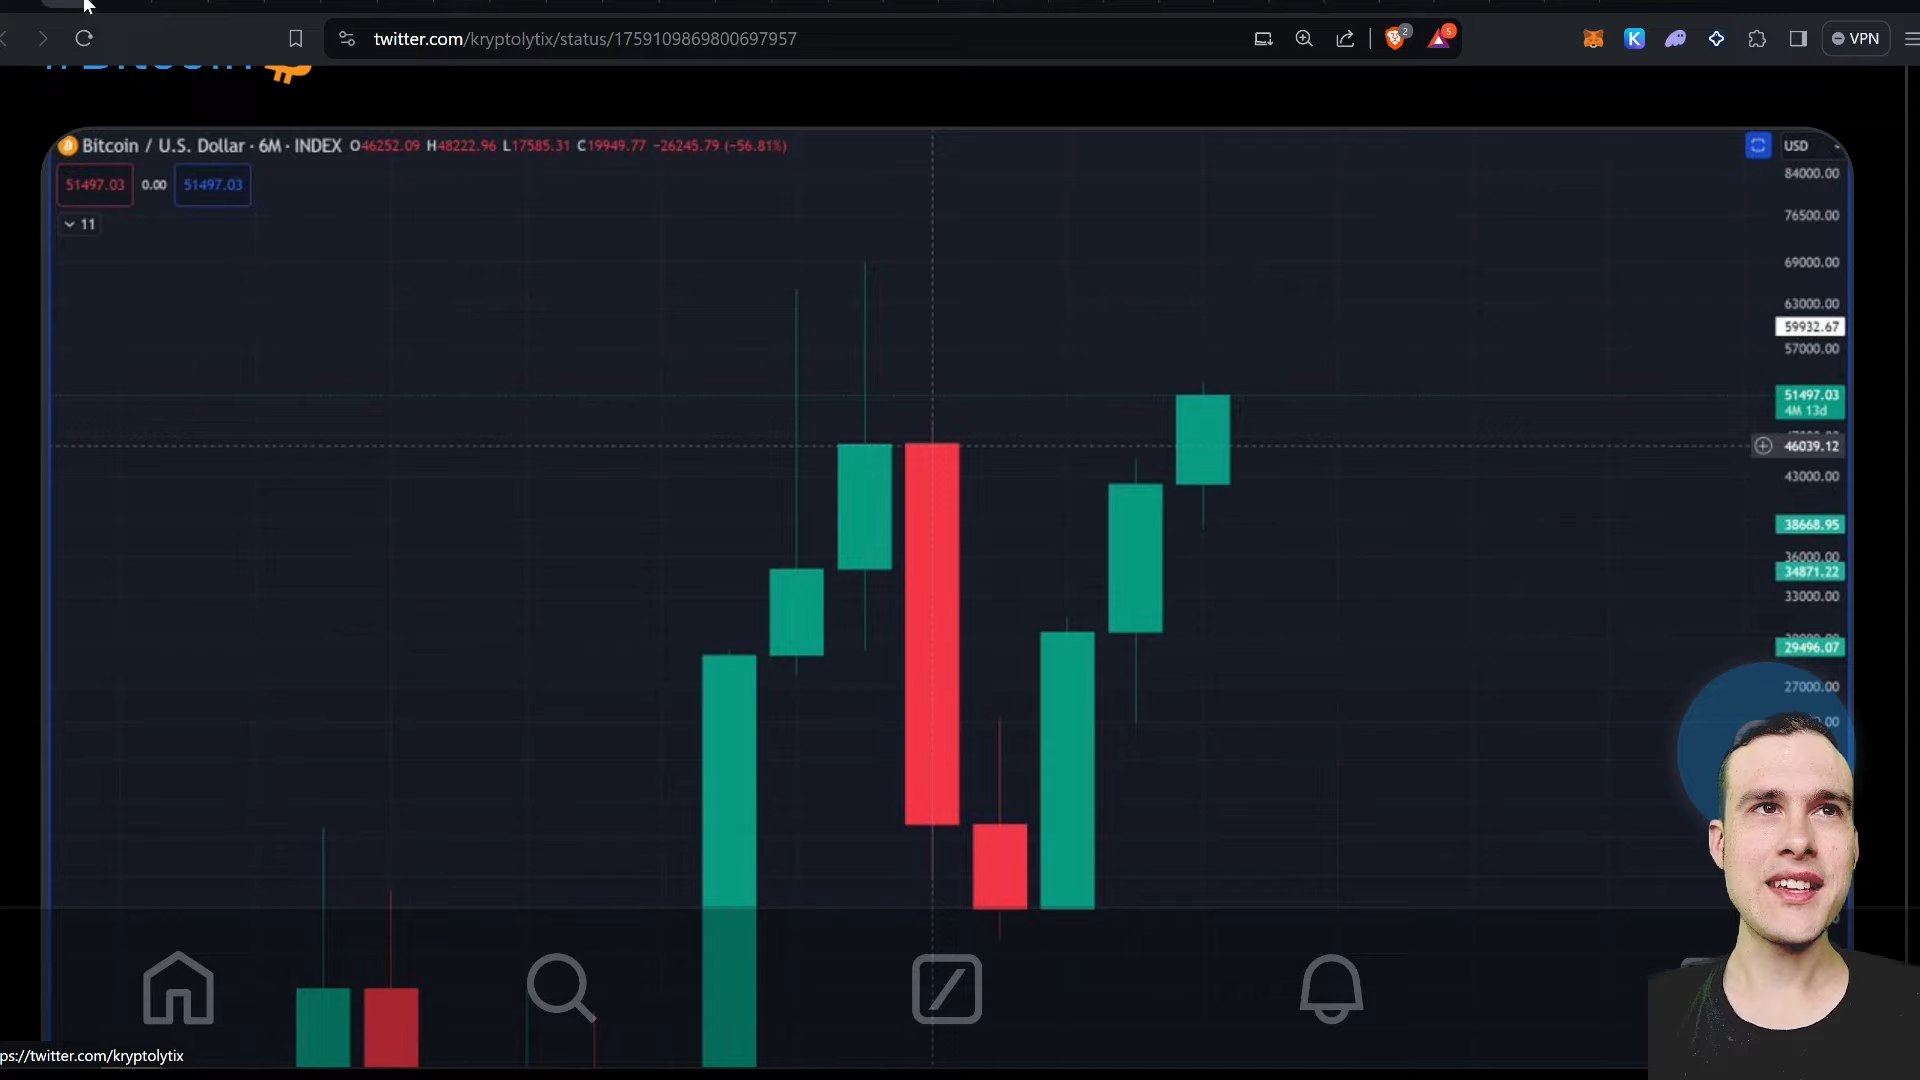 twitter.com/kryptolytix/status/1759109869800697957
2
5
VPN
#Bitcoin
Bitcoin / U.S. Dollar · 6M · INDEX O46252.09 H48222.96 L17585.31 C19949.77 −26245.79 (−56.81%)
USD
51497.03 0.00 51497.03
11
84000.00
76500.00
69000.00
63000.00
59932.67
57000.00
51497.03
4M 13d
46039.12
43000.00
38668.95
36000.00
34871.22
33000.00
29496.07
27000.00
ps://twitter.com/kryptolytix